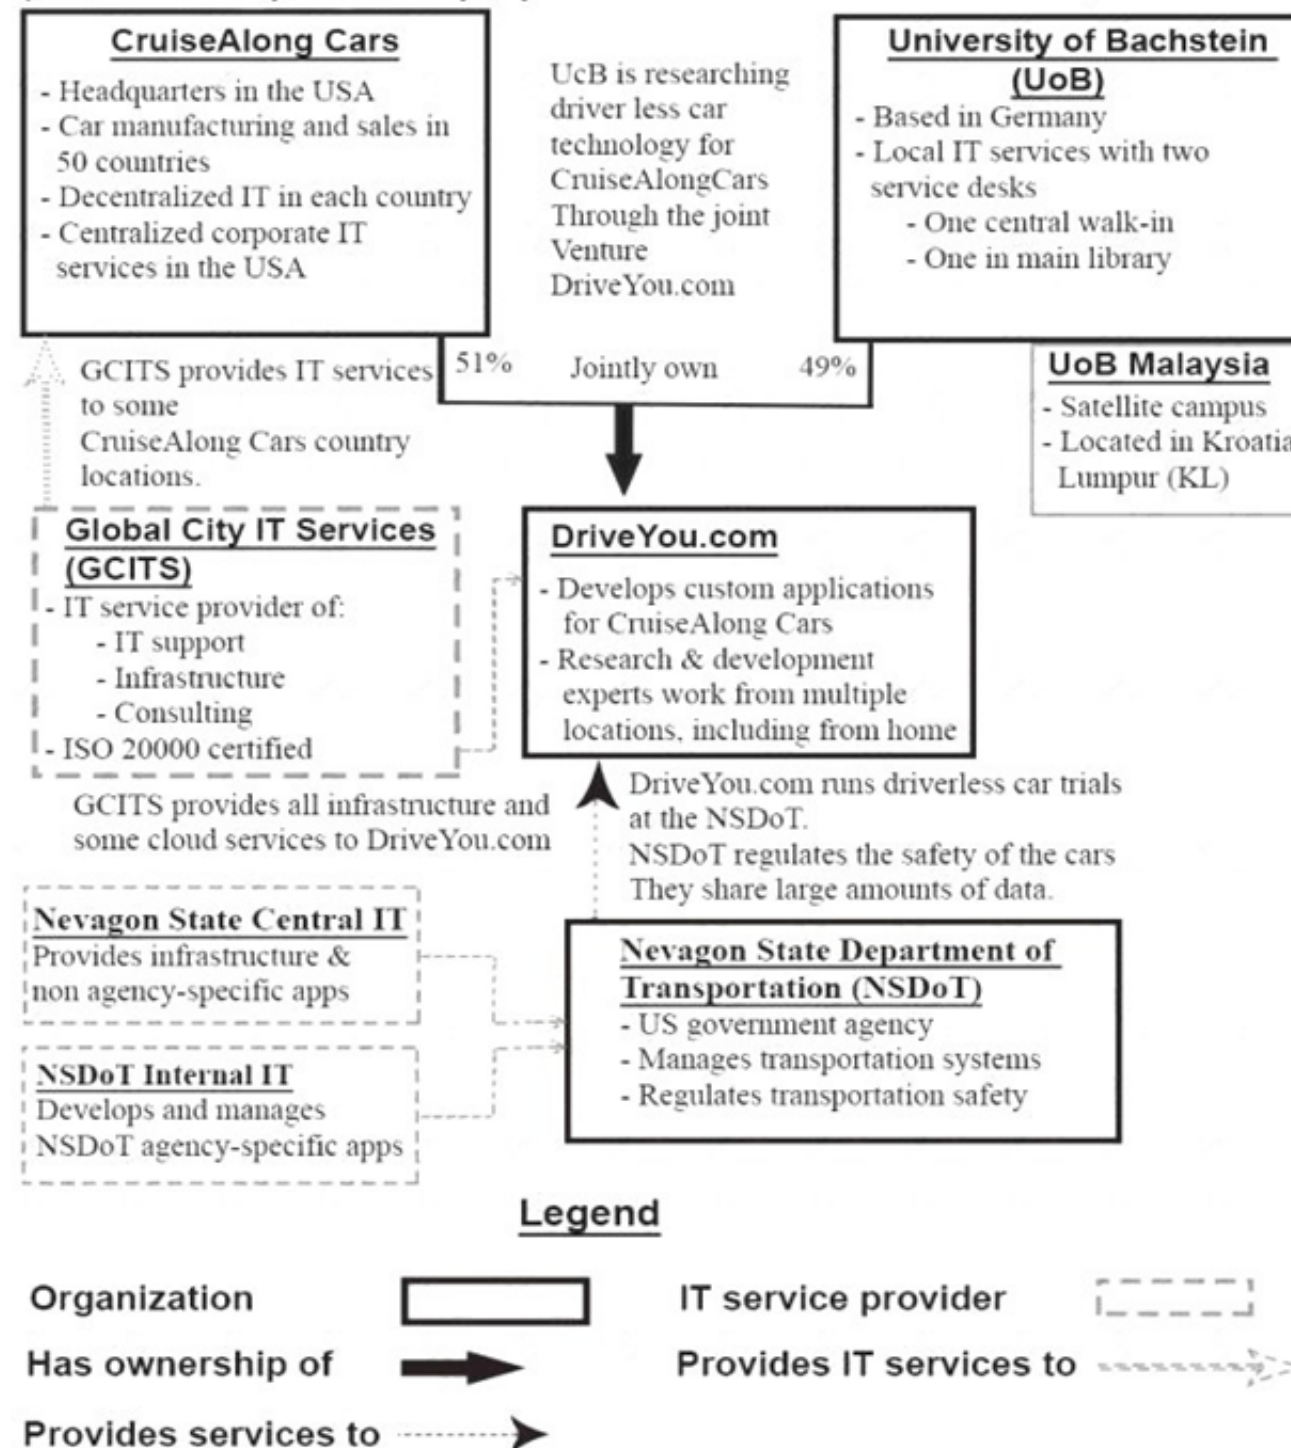 CruiseAlong Cars
- Headquarters in the USA
- Car manufacturing and sales in
50 countries
- Decentralized IT in each country
- Centralized corporate IT
services in the USA
UcB is researching
driver less car
technology for
CruiseAlongCars
Through the joint
Venture
DriveYou.com
University of Bachstein
(UoB)
- Based in Germany
- Local IT services with two
service desks
- One central walk-in
- One in main library
51% Jointly own 49%
UoB Malaysia
- Satellite campus
- Located in Kroatia
Lumpur (KL)
GCITS provides IT services
to some
CruiseAlong Cars country
locations.
Global City IT Services
(GCITS)
- IT service provider of:
- IT support
- Infrastructure
- Consulting
- ISO 20000 certified
DriveYou.com
- Develops custom applications
for CruiseAlong Cars
- Research & development
experts work from multiple
locations, including from home
GCITS provides all infrastructure and
some cloud services to DriveYou.com
DriveYou.com runs driverless car trials
at the NSDoT.
NSDoT regulates the safety of the cars
They share large amounts of data.
Nevagon State Central IT
Provides infrastructure &
non agency-specific apps
NSDoT Internal IT
Develops and manages
NSDoT agency-specific apps
Nevagon State Department of
Transportation (NSDoT)
- US government agency
- Manages transportation systems
- Regulates transportation safety
Legend
Organization
IT service provider
Has ownership of
Provides IT services to
Provides services to